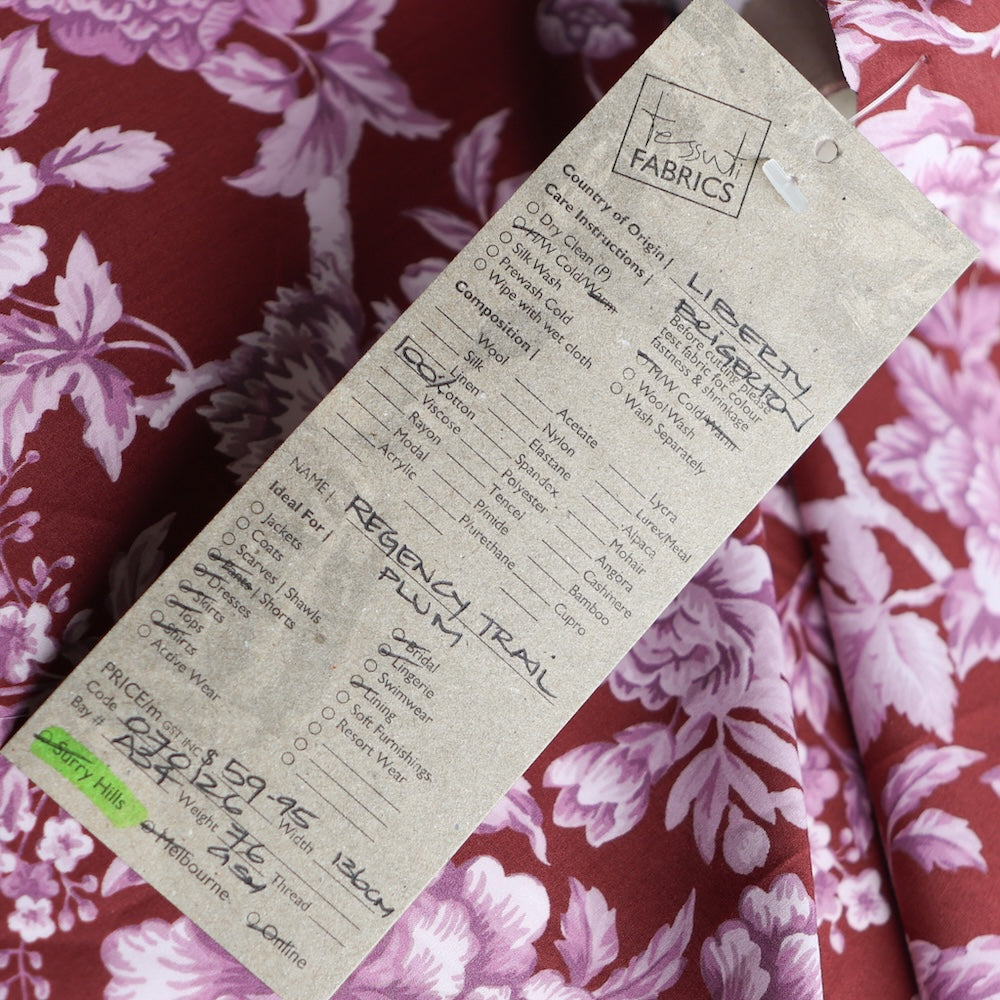 Tessuti
FABRICS
Country of Origin | LIBERTY
Care Instructions | BRIGHTON
Dry Clean (P)
H/W Cold/Warm
Silk Wash
Prewash Cold
Wipe with wet cloth
Before cutting please
test fabric for colour
fastness & shrinkage
M/W Cold/Warm
Wool Wash
Wash Separately
Composition |
Wool
Silk
Linen
100% Cotton
Viscose
Rayon
Modal
Acrylic
Acetate
Nylon
Elastane
Spandex
Polyester
Tencel
P/mide
P/urethane
Lycra
Lurex/Metal
Alpaca
Mohair
Angora
Cashmere
Bamboo
Cupro
NAME | REGENCY TRAIL
PLUM
Ideal For |
Jackets
Coats
Scarves | Shawls
Pants | Shorts
Dresses
Skirts
Tops
Shirts
Active Wear
Bridal
Lingerie
Swimwear
Lining
Soft Furnishings
Resort Wear
PRICE/m GST INC $ 59.95
Code 070126 Width 136CM
Bay # A34 Weight 76 GSM Thread
Surry Hills
Melbourne
Online